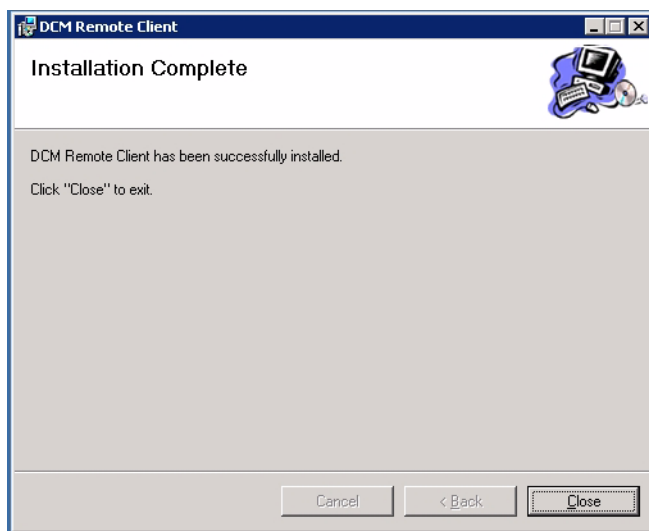 DCM Remote Client
Installation Complete
DCM Remote Client has been successfully installed.
Click "Close" to exit.
Cancel
< Back
Close